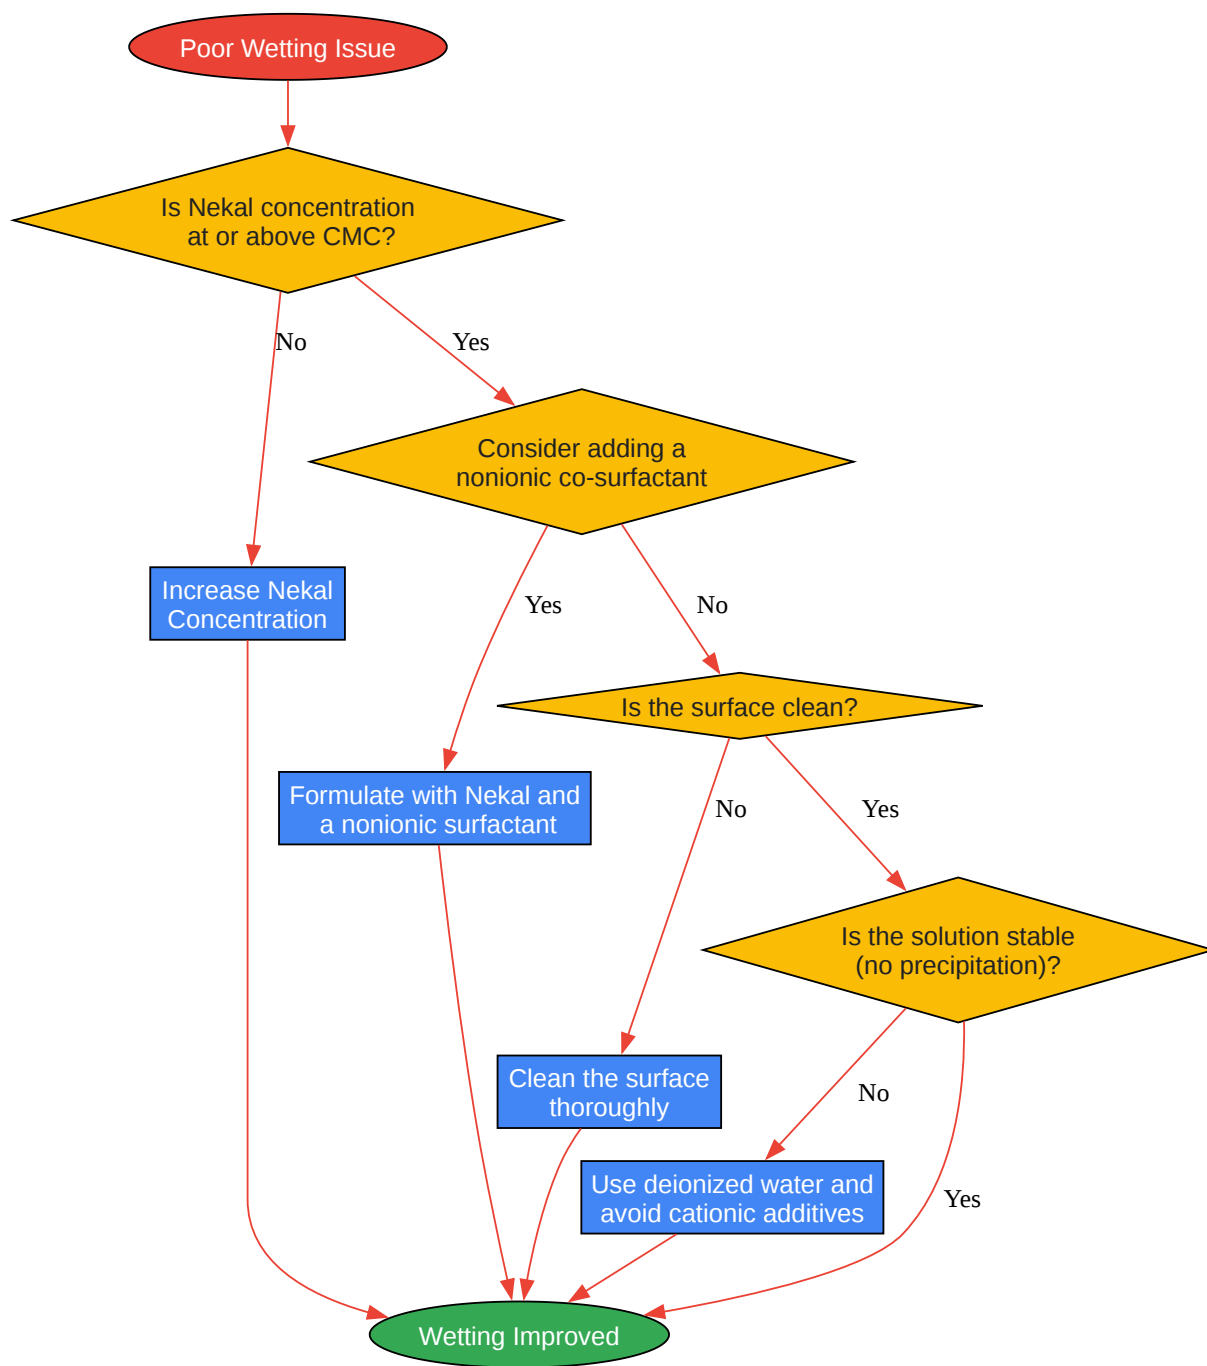 Poor Wetting Issue
Is Nekal concentration
at or above CMC?
No
Yes
Consider adding a
nonionic co-surfactant
Increase Nekal
Concentration
Yes
No
Is the surface clean?
Formulate with Nekal and
a nonionic surfactant
No
Yes
Is the solution stable
(no precipitation)?
Clean the surface
thoroughly
No
Use deionized water and
avoid cationic additives
Yes
Wetting Improved